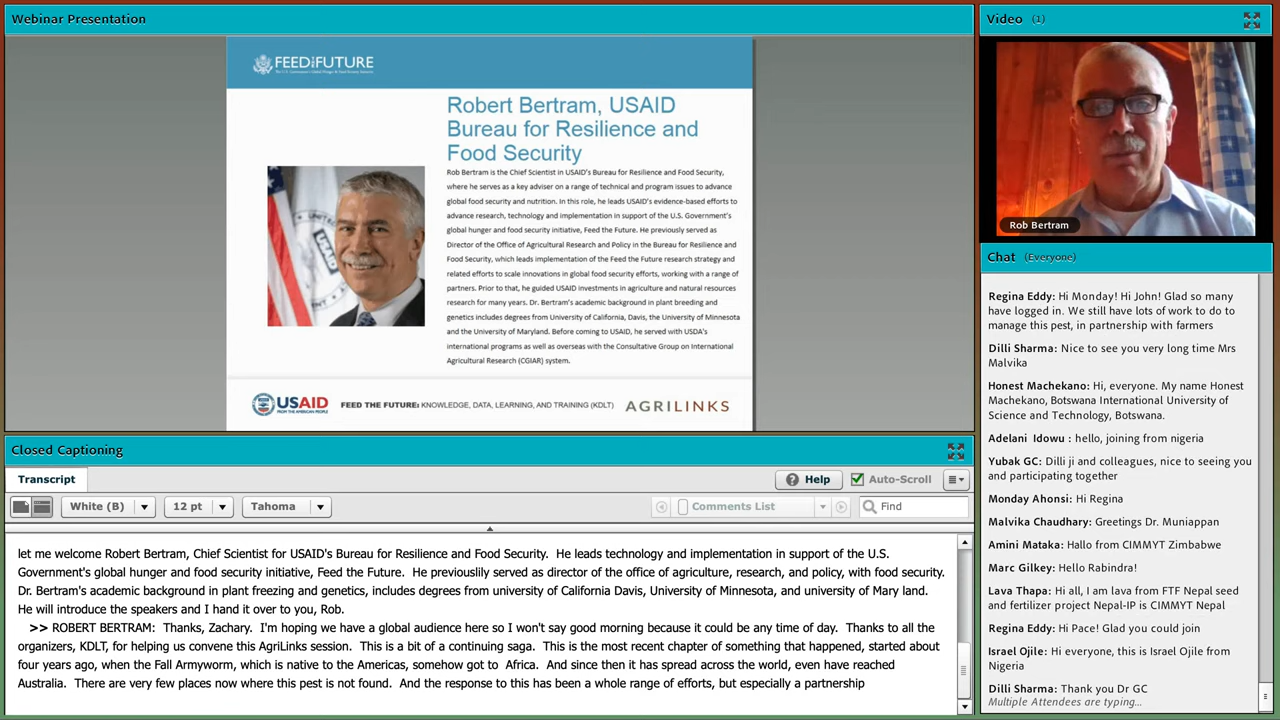 Webinar Presentation
FEED THE FUTURE
The U.S. Government's Global Hunger & Food Security Initiative
Robert Bertram, USAID
Bureau for Resilience and
Food Security
Rob Bertram is the Chief Scientist in USAID's Bureau for Resilience and Food Security,
where he serves as a key adviser on a range of technical and program issues to advance
global food security and nutrition. In this role, he leads USAID's evidence-based efforts to
advance research, technology and implementation in support of the U.S. Government's
global hunger and food security initiative, Feed the Future. He previously served as
Director of the Office of Agricultural Research and Policy in the Bureau for Resilience and
Food Security, which leads implementation of the Feed the Future research strategy and
related efforts to scale innovations in global food security efforts, working with a range of
partners. Prior to that, he guided USAID investments in agriculture and natural resources
research for many years. Dr. Bertram's academic background in plant breeding and
genetics includes degrees from University of California, Davis, the University of Minnesota
and the University of Maryland. Before coming to USAID, he served with USDA's
international programs as well as overseas with the Consultative Group on International
Agricultural Research (CGIAR) system.
USAID
FROM THE AMERICAN PEOPLE
FEED THE FUTURE: KNOWLEDGE, DATA, LEARNING, AND TRAINING (KDLT)
AGRILINKS
Closed Captioning
Transcript
Help
Auto-Scroll
White (B)
12 pt
Tahoma
Comments List
Find
let me welcome Robert Bertram, Chief Scientist for USAID's Bureau for Resilience and Food Security. He leads technology and implementation in support of the U.S.
Government's global hunger and food security initiative, Feed the Future. He previouslily served as director of the office of agriculture, research, and policy, with food security.
Dr. Bertram's academic background in plant freezing and genetics, includes degrees from university of California Davis, University of Minnesota, and university of Mary land.
He will introduce the speakers and I hand it over to you, Rob.
>> ROBERT BERTRAM: Thanks, Zachary. I'm hoping we have a global audience here so I won't say good morning because it could be any time of day. Thanks to all the
organizers, KDLT, for helping us convene this AgriLinks session. This is a bit of a continuing saga. This is the most recent chapter of something that happened, started about
four years ago, when the Fall Armyworm, which is native to the Americas, somehow got to Africa. And since then it has spread across the world, even have reached
Australia. There are very few places now where this pest is not found. And the response to this has been a whole range of efforts, but especially a partnership
Video (1)
Rob Bertram
Chat (Everyone)
Regina Eddy: Hi Monday! Hi John! Glad so many
have logged in. We still have lots of work to do to
manage this pest, in partnership with farmers
Dilli Sharma: Nice to see you very long time Mrs
Malvika
Honest Machekano: Hi, everyone. My name Honest
Machekano, Botswana International University of
Science and Technology, Botswana.
Adelani Idowu : hello, joining from nigeria
Yubak GC: Dilli ji and colleagues, nice to seeing you
and participating together
Monday Ahonsi: Hi Regina
Malvika Chaudhary: Greetings Dr. Muniappan
Amini Mataka: Hallo from CIMMYT Zimbabwe
Marc Gilkey: Hello Rabindra!
Lava Thapa: Hi all, I am lava from FTF Nepal seed
and fertilizer project Nepal-IP is CIMMYT Nepal
Regina Eddy: Hi Pace! Glad you could join
Israel Ojile: Hi everyone, this is Israel Ojile from
Nigeria
Dilli Sharma: Thank you Dr GC
Multiple Attendees are typing...